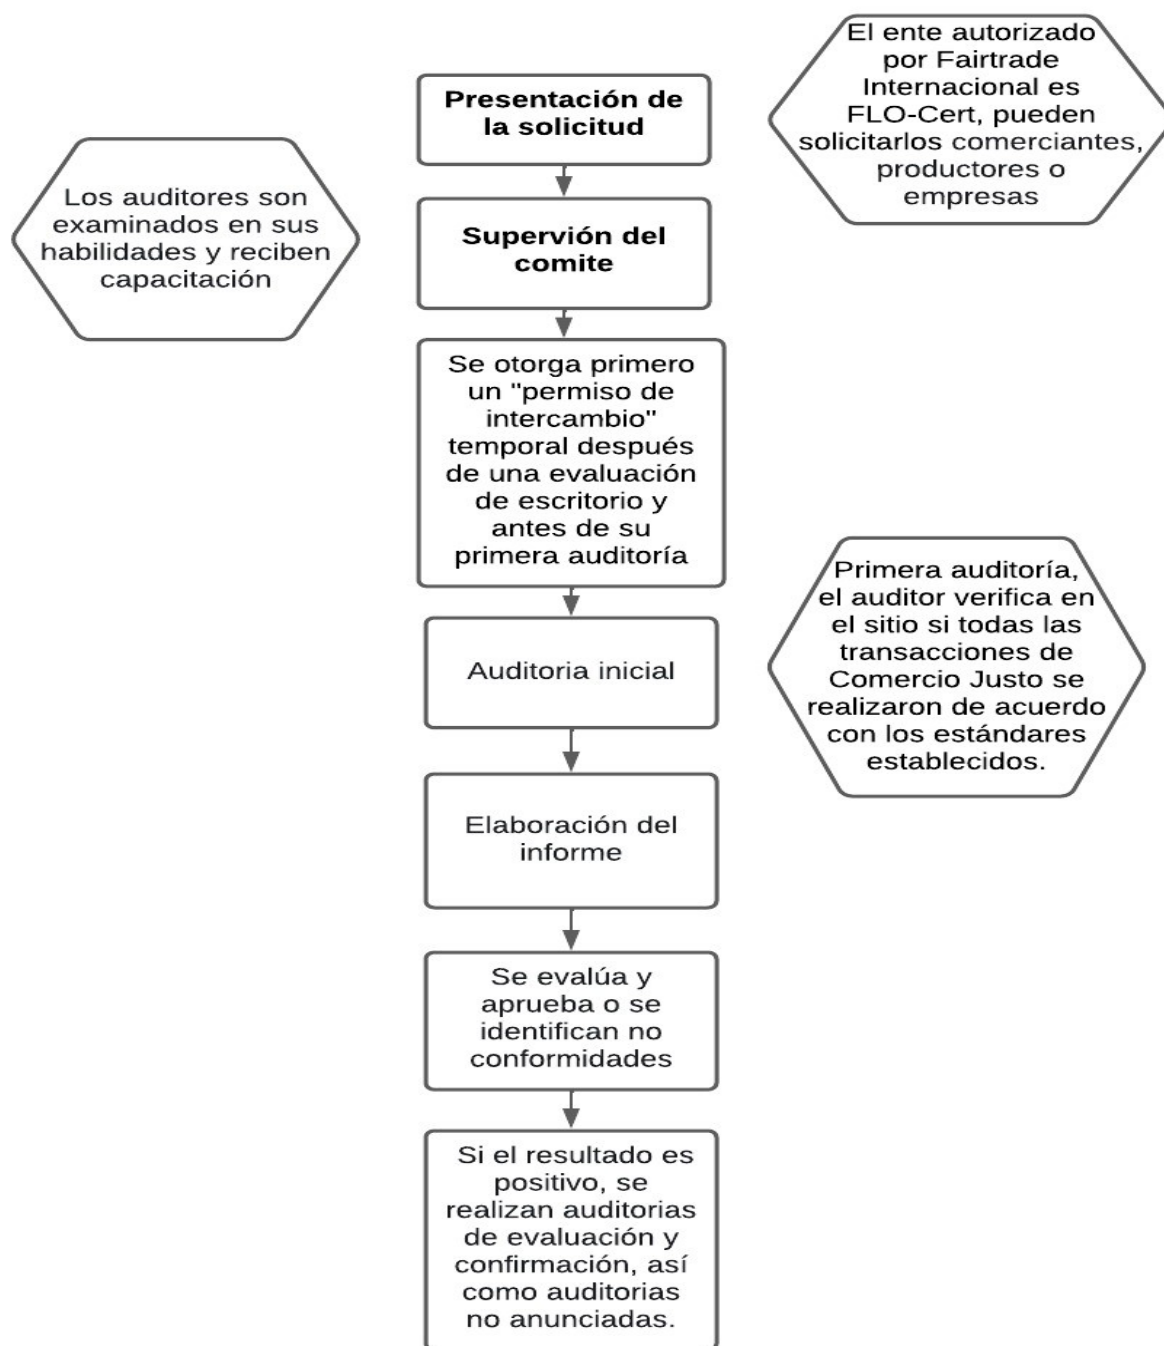 El ente autorizado
por Fairtrade
Internacional es
FLO-Cert, pueden
solicitarlos comerciantes,
productores o
empresas
Presentación de
la solicitud
Los auditores son
examinados en sus
habilidades y reciben
capacitación
Supervión del
comite
Se otorga primero
un "permiso de
intercambio"
temporal después
de una evaluación
de escritorio y
antes de su
primera auditoría
Primera auditoría,
el auditor verifica en
el sitio si todas las
transacciones de
Comercio Justo se
realizaron de acuerdo
con los estándares
establecidos.
Auditoria inicial
Elaboración del
informe
Se evalúa y
aprueba o se
identifican no
conformidades
Si el resultado es
positivo, se
realizan auditorias
de evaluación y
confirmación, así
como auditorias
no anunciadas.